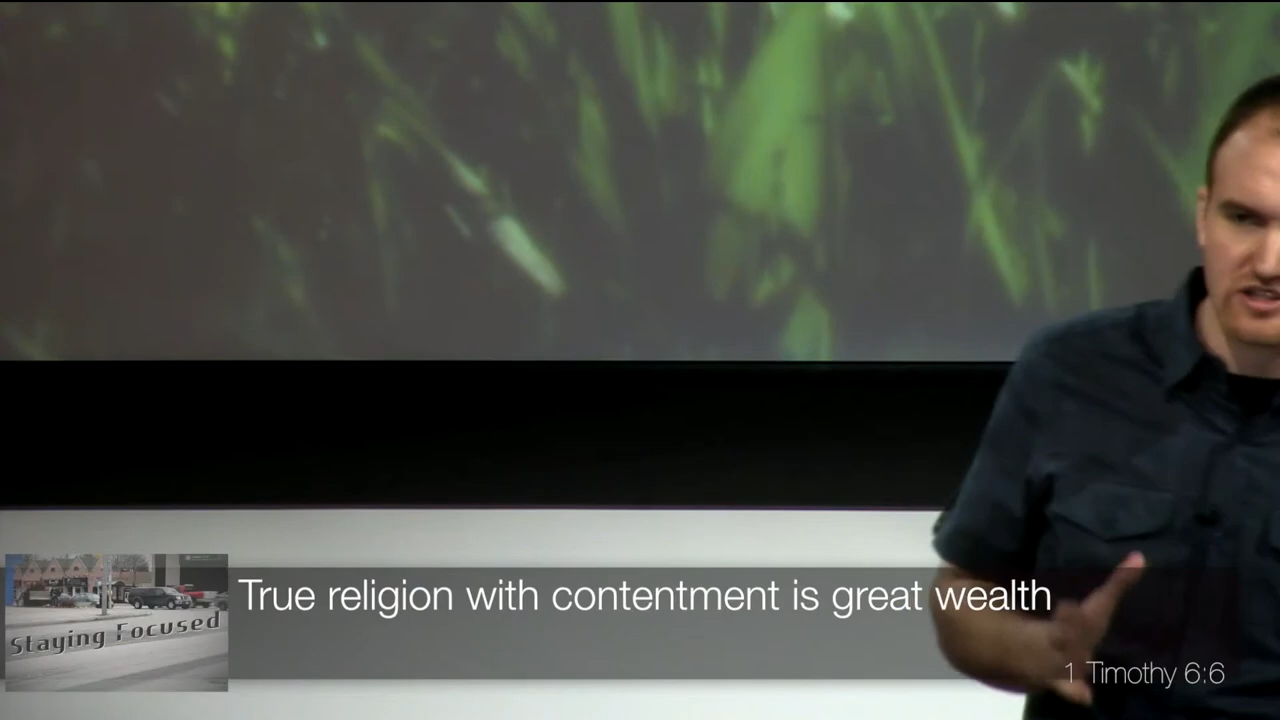 True religion with contentment is great wealth
Staying Focused
1 Timothy 6:6